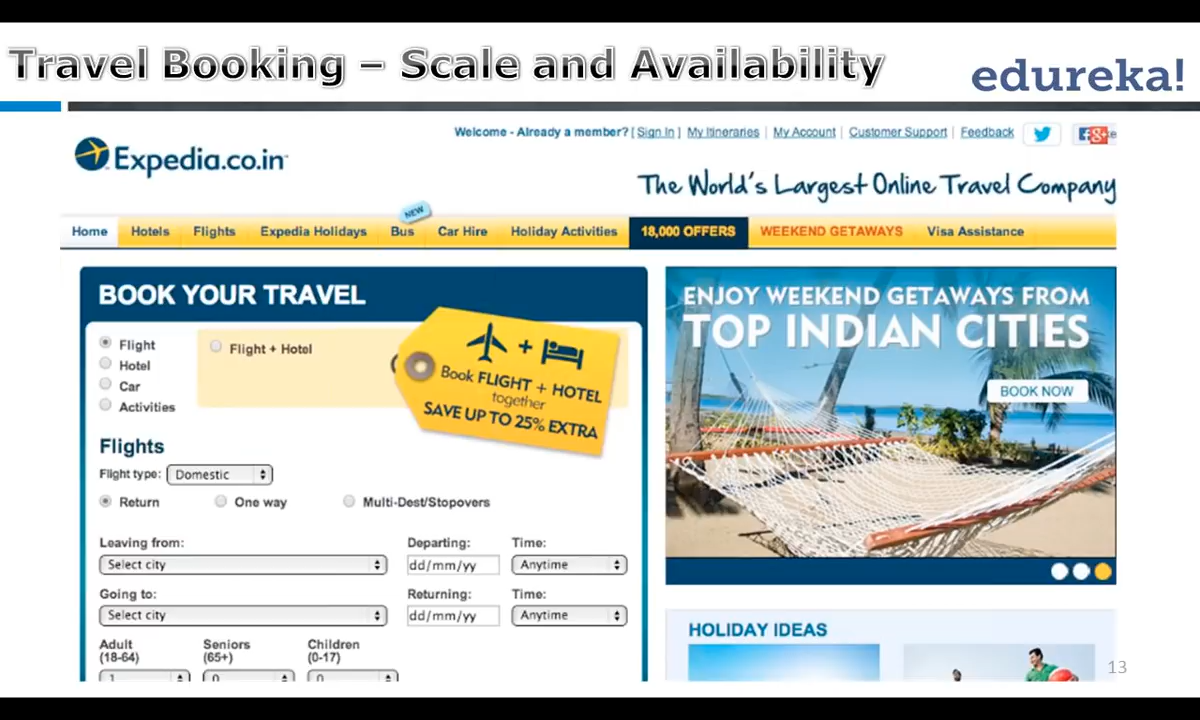 Travel Booking – Scale and Availability
edureka!
Welcome - Already a member? [ Sign In ] My Itineraries | My Account | Customer Support | Feedback
Expedia.co.in
The World's Largest Online Travel Company
NEW
Home Hotels Flights Expedia Holidays Bus Car Hire Holiday Activities 18,000 OFFERS WEEKEND GETAWAYS Visa Assistance
BOOK YOUR TRAVEL
Flight
Hotel
Car
Activities
Flight + Hotel
+
Book FLIGHT + HOTEL
together
SAVE UP TO 25% EXTRA
Flights
Flight type: Domestic
Return One way Multi-Dest/Stopovers
Leaving from: Departing: Time:
Select city dd/mm/yy Anytime
Going to: Returning: Time:
Select city dd/mm/yy Anytime
Adult Seniors Children
(18-64) (65+) (0-17)
1 0 0
ENJOY WEEKEND GETAWAYS FROM
TOP INDIAN CITIES
BOOK NOW
HOLIDAY IDEAS
13